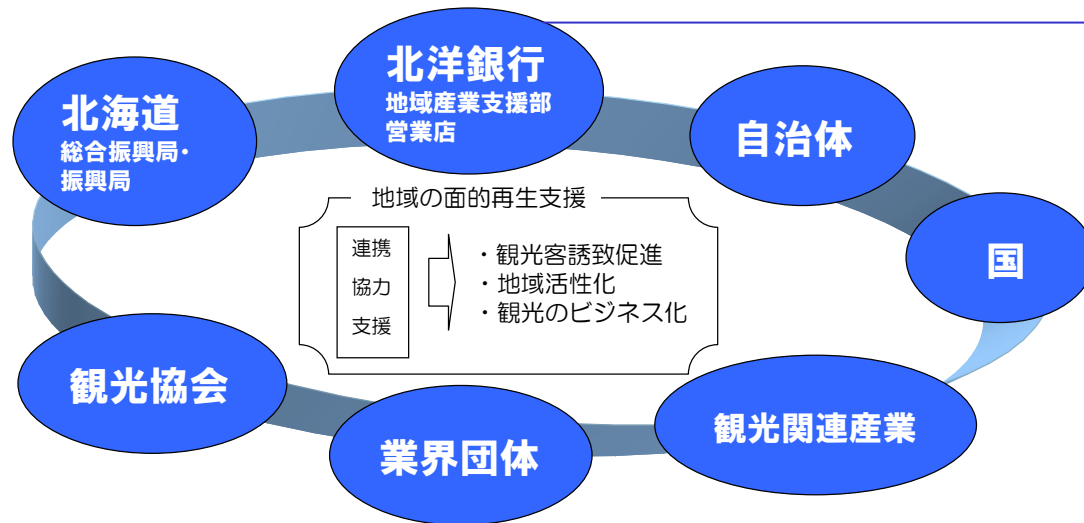 北洋銀行
地域産業支援部
営業店
北海道
総合振興局・
振興局
自治体
国
地域の面的再生支援
連携
協力
支援
・観光客誘致促進
・地域活性化
・観光のビジネス化
観光協会
業界団体
観光関連産業